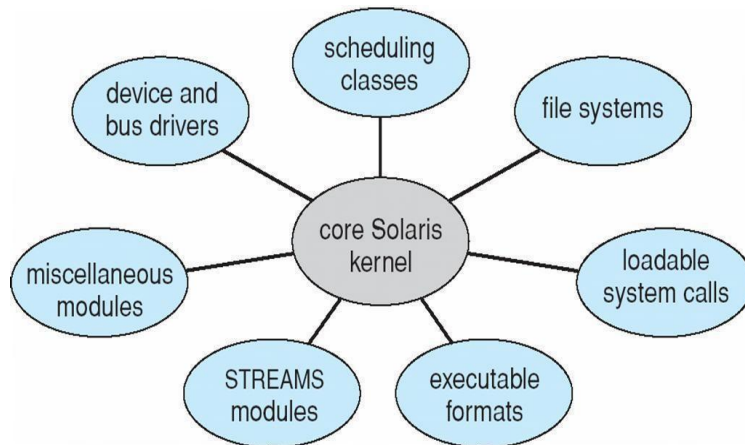 scheduling
classes
device and
bus drivers
file systems
core Solaris
kernel
miscellaneous
modules
loadable
system calls
STREAMS
modules
executable
formats